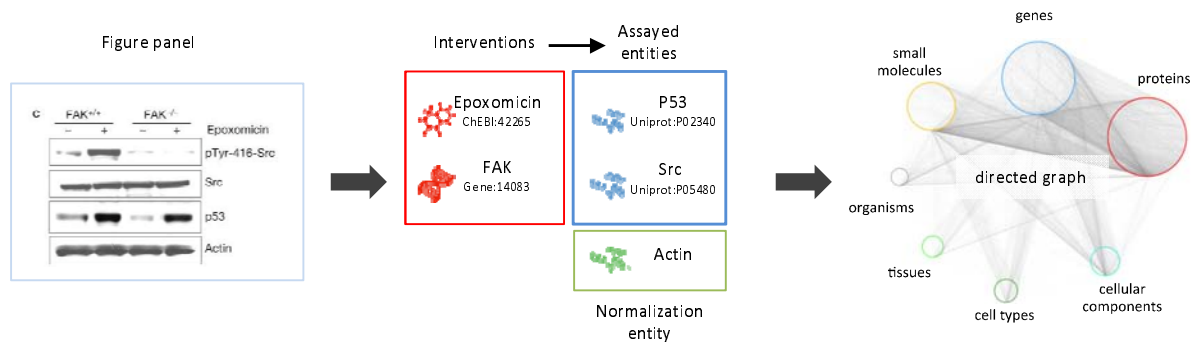 Figure panel
c
FAK+/+ FAK-/-
– + – + Epoxomicin
pTyr-416-Src
Src
p53
Actin
Interventions
Assayed
entities
Epoxomicin
ChEBI:42265
FAK
Gene:14083
P53
Uniprot:P02340
Src
Uniprot:P05480
Actin
Normalization
entity
genes
small
molecules
proteins
directed graph
organisms
tissues
cell types
cellular
components